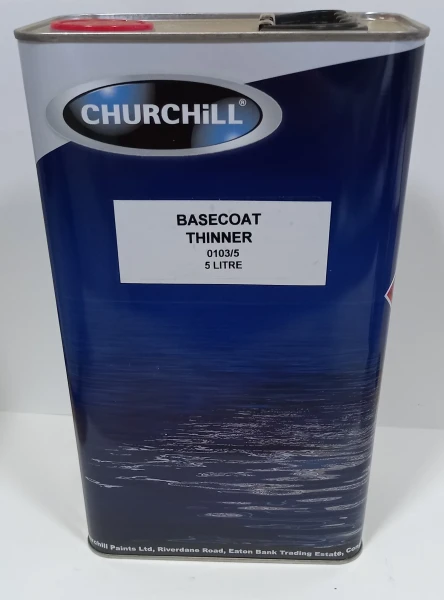 CHURCHiLL®
BASECOAT
THINNER
0103/5
5 LITRE
Paints Ltd, Riverdane Road, Eaton Bank Trading Estate,